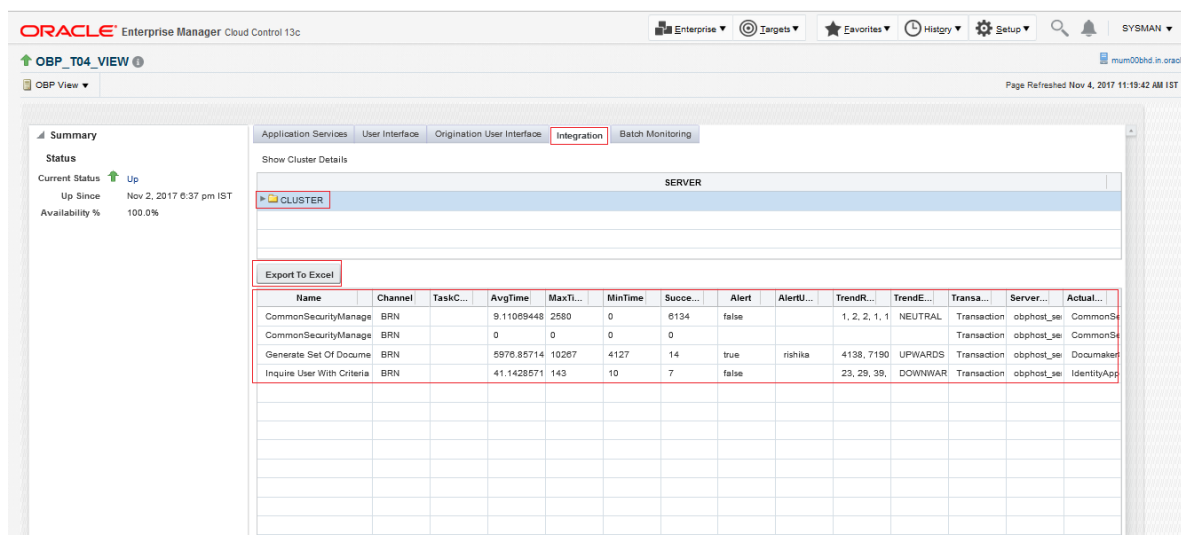 ORACLE Enterprise Manager Cloud Control 13c Enterprise Targets Favorites History Setup SYSMAN
OBP_T04_VIEW mum00bhd.in.oracl
OBP View Page Refreshed Nov 4, 2017 11:19:42 AM IST
Summary
Status
Current Status Up
Up Since Nov 2, 2017 6:37 pm IST
Availability % 100.0%
Application Services User Interface Origination User Interface Integration Batch Monitoring
Show Cluster Details
SERVER
CLUSTER
Export To Excel
Name Channel TaskC... AvgTime MaxTi... MinTime Succe... Alert AlertU... TrendR... TrendE... Transa... Server... Actual...
CommonSecurityManage BRN 9.11069448 2580 0 6134 false 1, 2, 2, 1, 1 NEUTRAL Transaction obphost_se CommonSe
CommonSecurityManage BRN 0 0 0 0 Transaction obphost_se CommonSe
Generate Set Of Docume BRN 5976.85714 10267 4127 14 true rishika 4138, 7190 UPWARDS Transaction obphost_se Documaker
Inquire User With Criteria BRN 41.1428571 143 10 7 false 23, 29, 39, DOWNWAR Transaction obphost_se IdentityApp